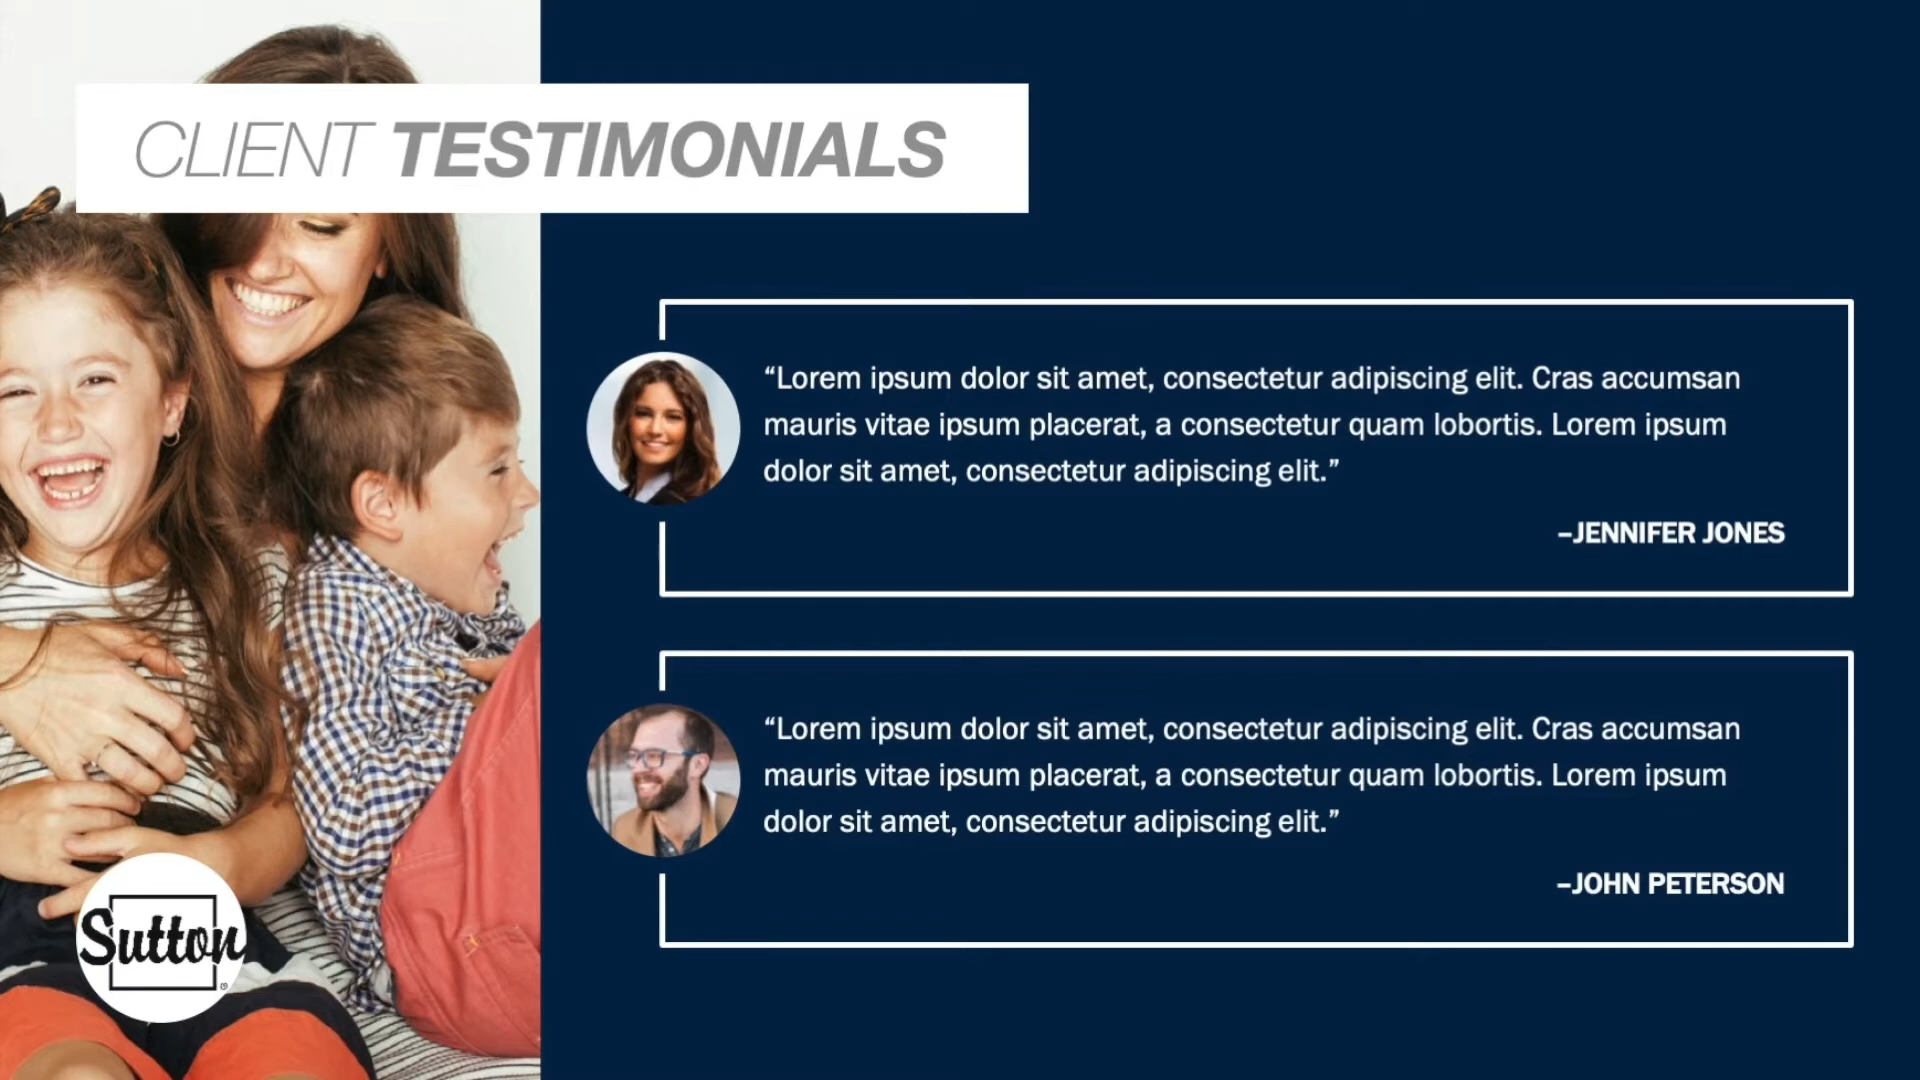 CLIENT TESTIMONIALS
“Lorem ipsum dolor sit amet, consectetur adipiscing elit. Cras accumsan
mauris vitae ipsum placerat, a consectetur quam lobortis. Lorem ipsum
dolor sit amet, consectetur adipiscing elit.”
–JENNIFER JONES
“Lorem ipsum dolor sit amet, consectetur adipiscing elit. Cras accumsan
mauris vitae ipsum placerat, a consectetur quam lobortis. Lorem ipsum
dolor sit amet, consectetur adipiscing elit.”
–JOHN PETERSON
Sutton